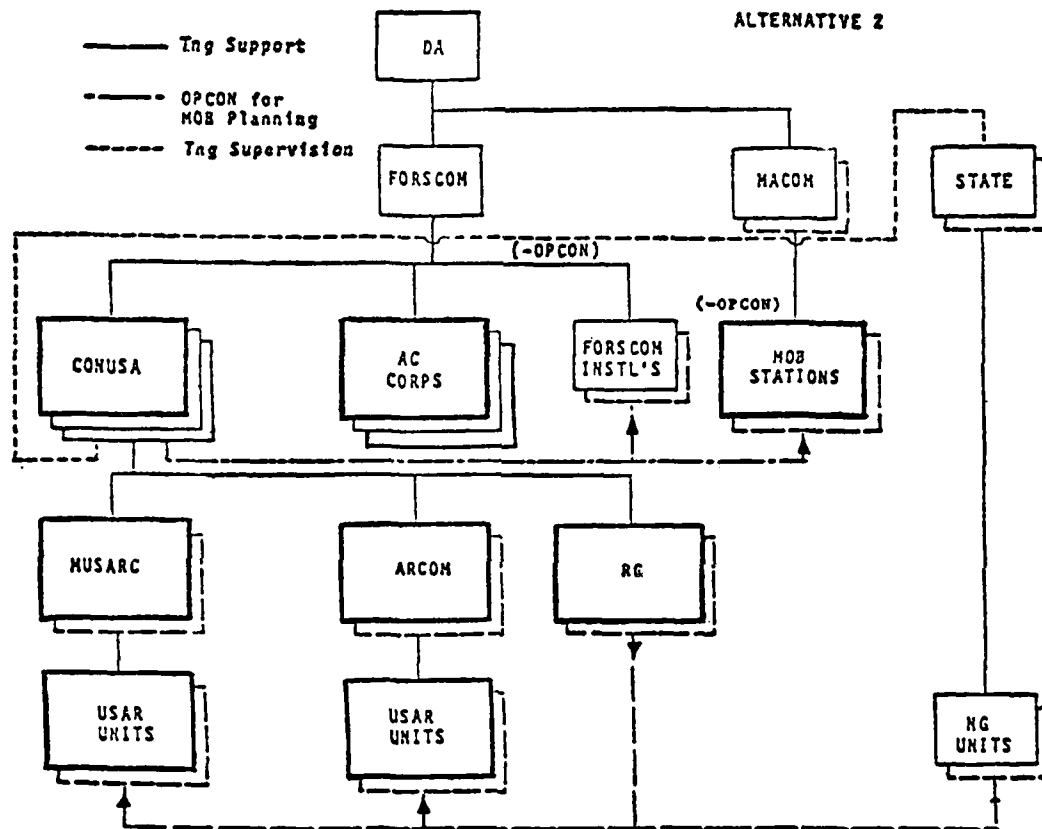 ALTERNATIVE 2
Tng Support
OPCON for
MOB Planning
Tng Supervision
DA
FORSCOM
MACOM
STATE
(-OPCON)
(-OPCON)
CONUSA
AC
CORPS
FORSCOM
INSTL'S
MOB
STATIONS
MUSARC
ARCOM
RG
USAR
UNITS
USAR
UNITS
NG
UNITS